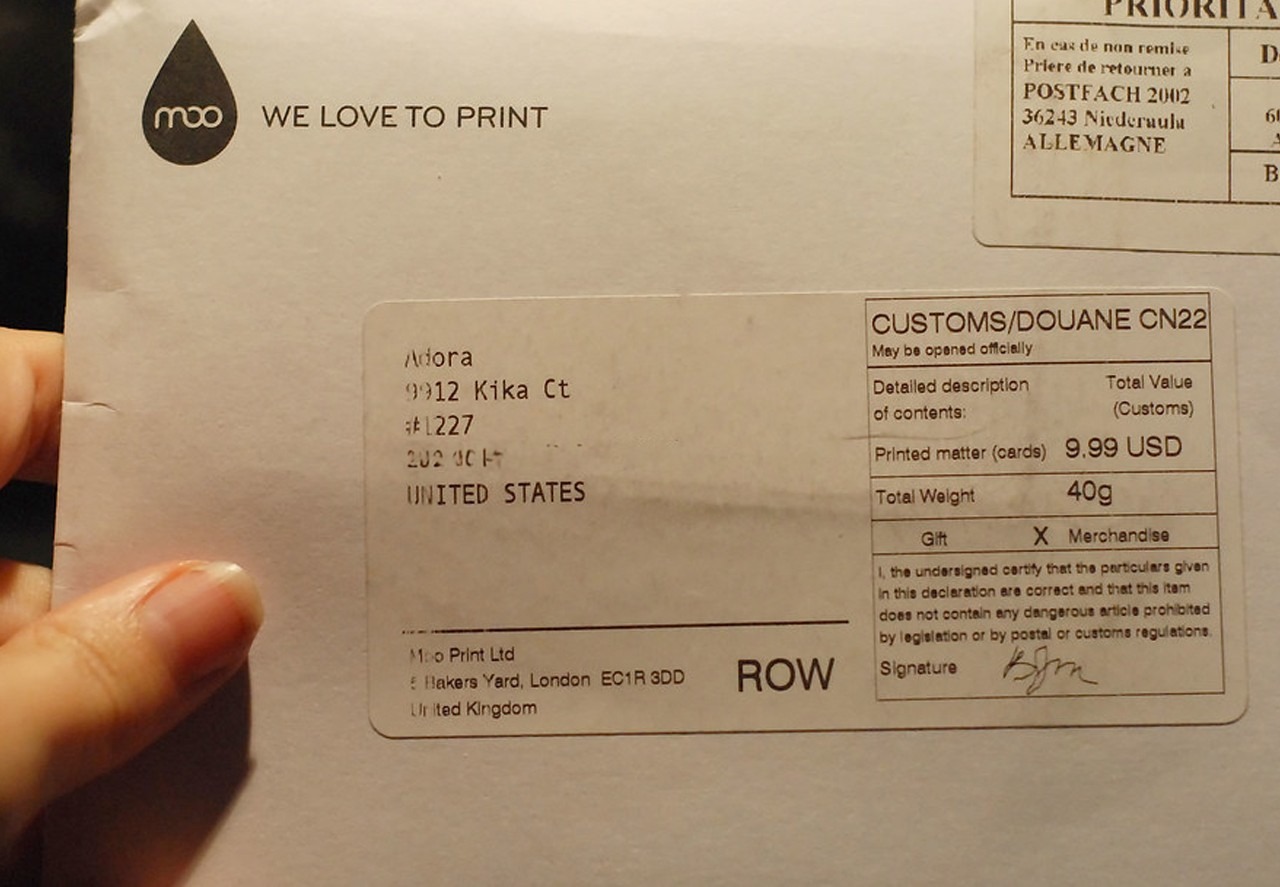 moo
WE LOVE TO PRINT
En cas de non remise
Priere de retourner a
POSTFACH 2002
36243 Niederaula
ALLEMAGNE
Adora
9912 Kika Ct
#1227
UNITED STATES
Moo Print Ltd
5 Bakers Yard, London EC1R 3DD
United Kingdom
ROW
CUSTOMS/DOUANE CN22
May be opened officially
Detailed description Total Value
of contents: (Customs)
Printed matter (cards) 9.99 USD
Total Weight 40g
Gift X Merchandise
I, the undersigned certify that the particulars given
in this declaration are correct and that this item
does not contain any dangerous article prohibited
by legislation or by postal or customs regulations.
Signature